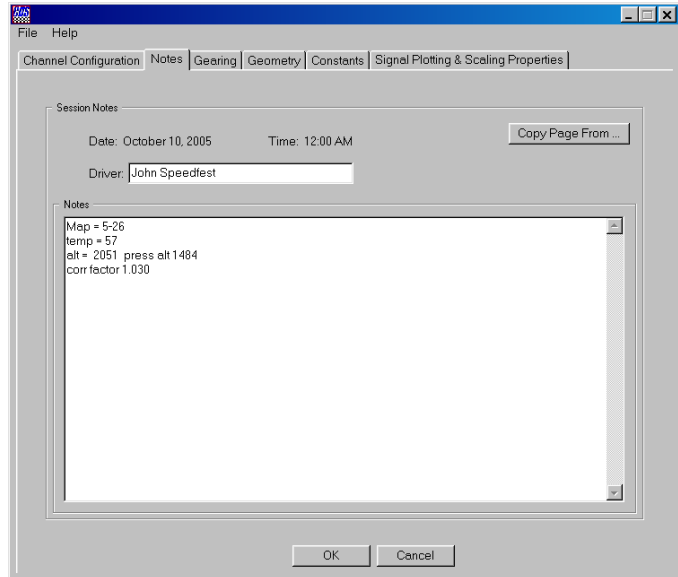 File Help
Channel Configuration Notes Gearing Geometry Constants Signal Plotting & Scaling Properties
Session Notes
Date: October 10, 2005 Time: 12:00 AM
Copy Page From ...
Driver: John Speedfest
Notes
Map = 5-26
temp = 57
alt = 2051 press alt 1484
corr factor 1.030
OK Cancel